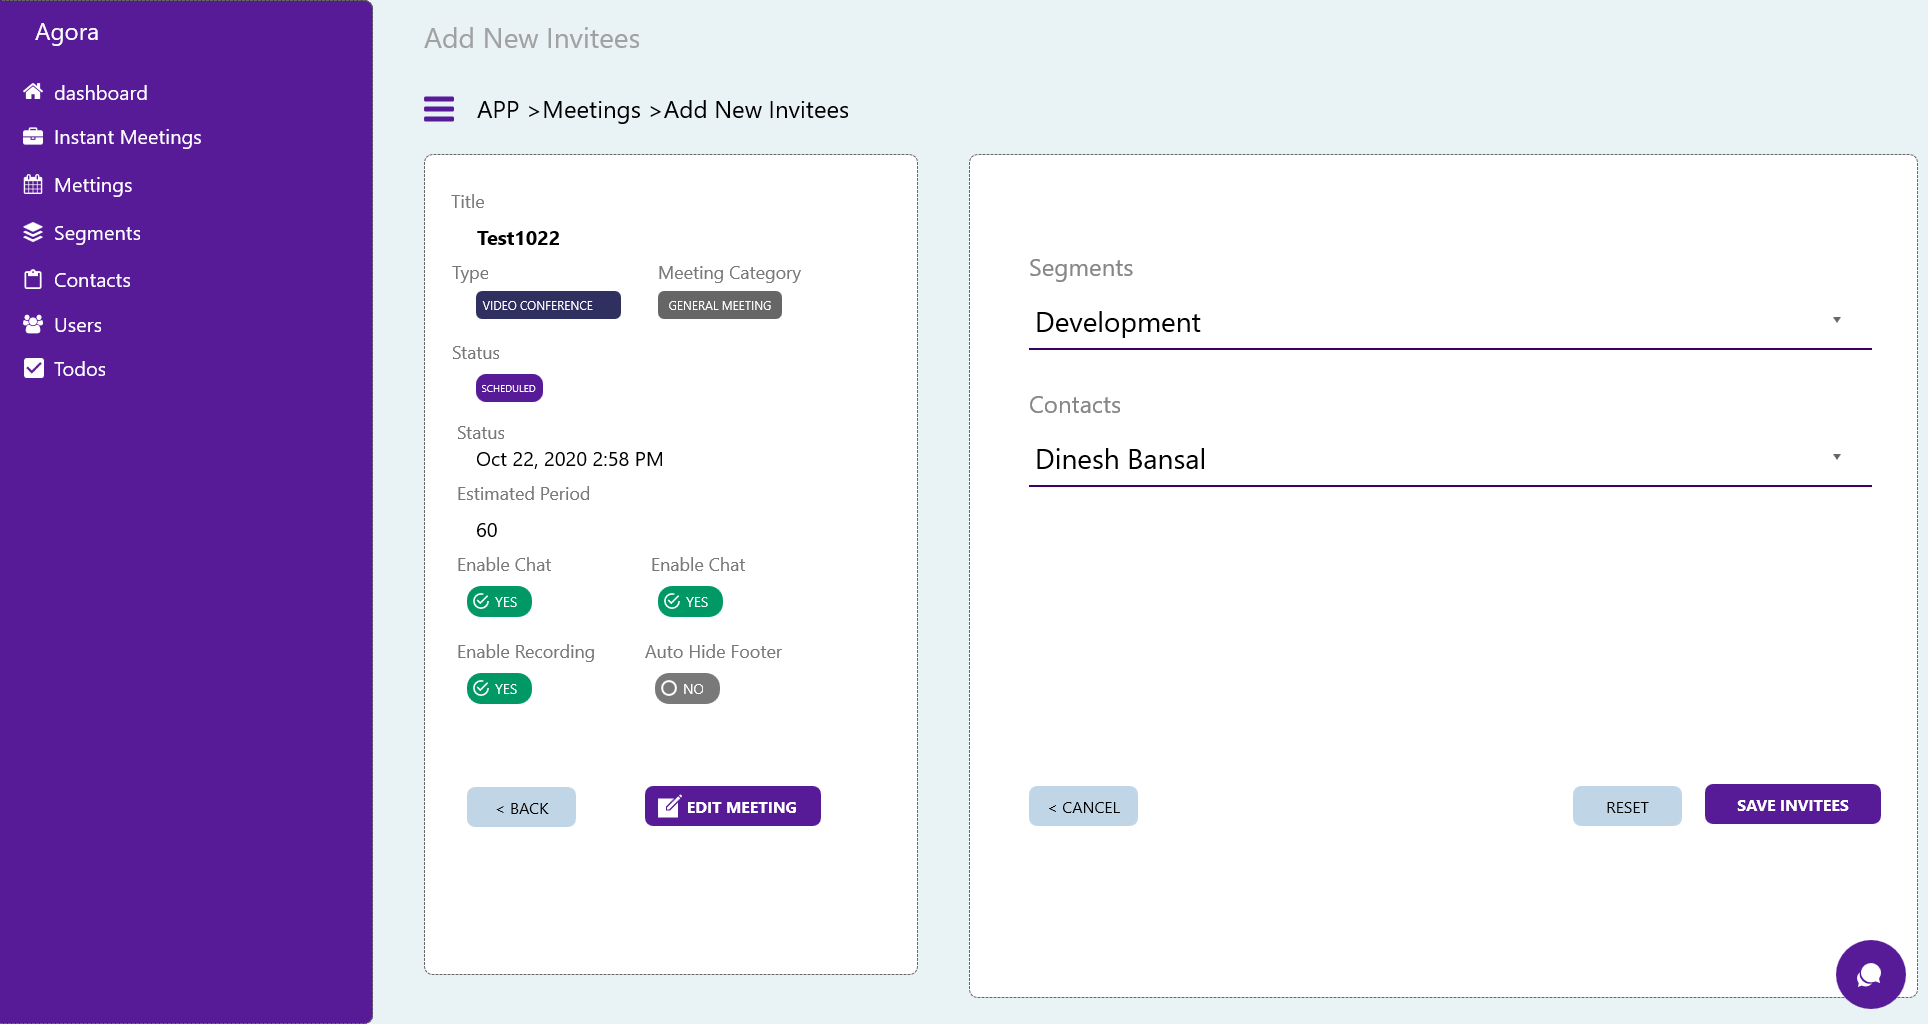 Agora
dashboard
Instant Meetings
Mettings
Segments
Contacts
Users
Todos
Add New Invitees
APP >Meetings >Add New Invitees
Title
Test1022
Type Meeting Category
VIDEO CONFERENCE GENERAL MEETING
Status
SCHEDULED
Status
Oct 22, 2020 2:58 PM
Estimated Period
60
Enable Chat Enable Chat
YES YES
Enable Recording Auto Hide Footer
YES NO
< BACK EDIT MEETING
Segments
Development
Contacts
Dinesh Bansal
< CANCEL RESET SAVE INVITEES